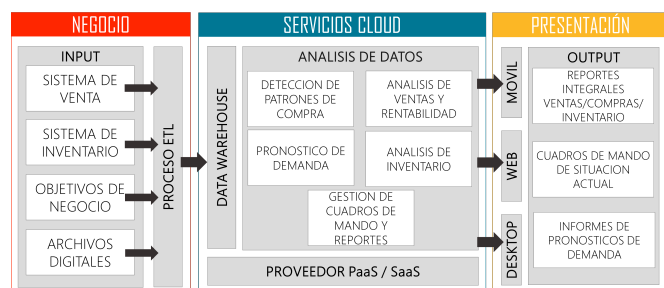 NEGOCIO
INPUT
SISTEMA DE
VENTA
SISTEMA DE
INVENTARIO
OBJETIVOS DE
NEGOCIO
ARCHIVOS
DIGITALES
PROCESO ETL
SERVICIOS CLOUD
DATA WAREHOUSE
ANALISIS DE DATOS
DETECCION DE
PATRONES DE
COMPRA
ANALISIS DE
VENTAS Y
RENTABILIDAD
PRONOSTICO DE
DEMANDA
ANALISIS DE
INVENTARIO
GESTION DE
CUADROS DE
MANDO Y
REPORTES
PROVEEDOR PaaS / SaaS
PRESENTACIÓN
MOVIL
WEB
DESKTOP
OUTPUT
REPORTES
INTEGRALES
VENTAS/COMPRAS/
INVENTARIO
CUADROS DE MANDO
DE SITUACION
ACTUAL
INFORMES DE
PRONOSTICOS DE
DEMANDA